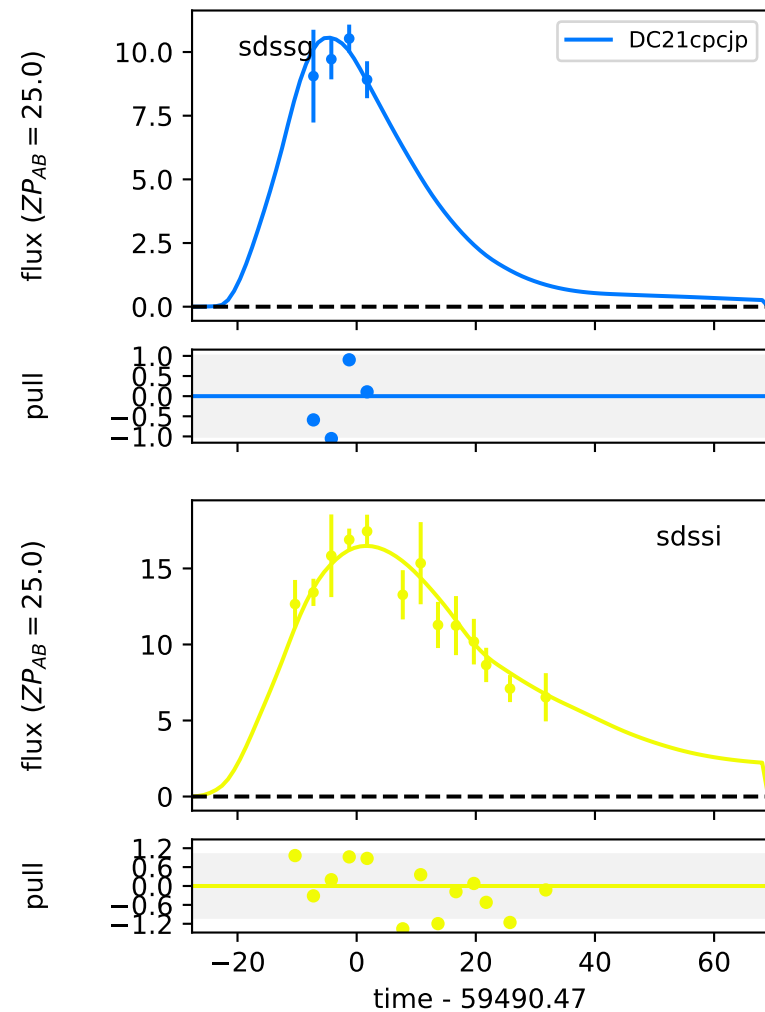 sdssg
DC21cpcjp
flux (ZP_AB = 25.0)
10.0
7.5
5.0
2.5
0.0
pull
1.0
0.5
0.0
−0.5
−1.0
sdssi
flux (ZP_AB = 25.0)
15
10
5
0
pull
1.2
0.6
0.0
−0.6
−1.2
−20 0 20 40 60
time - 59490.47